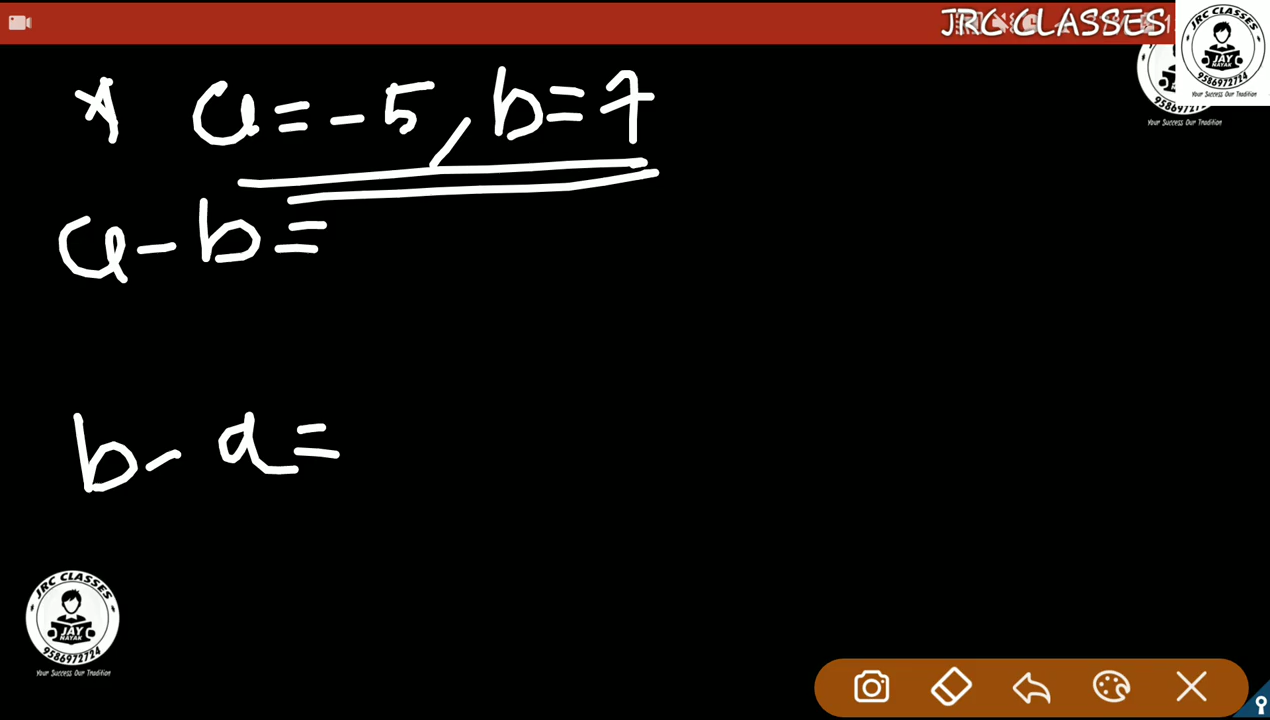 JRC CLASSES
JRC CLASSES
JAY
NAYAK
9586972724
Your Success Our Tradition
* a = -5, b = 7
a - b =
b - a =
JRC CLASSES
JAY
NAYAK
9586972724
Your Success Our Tradition